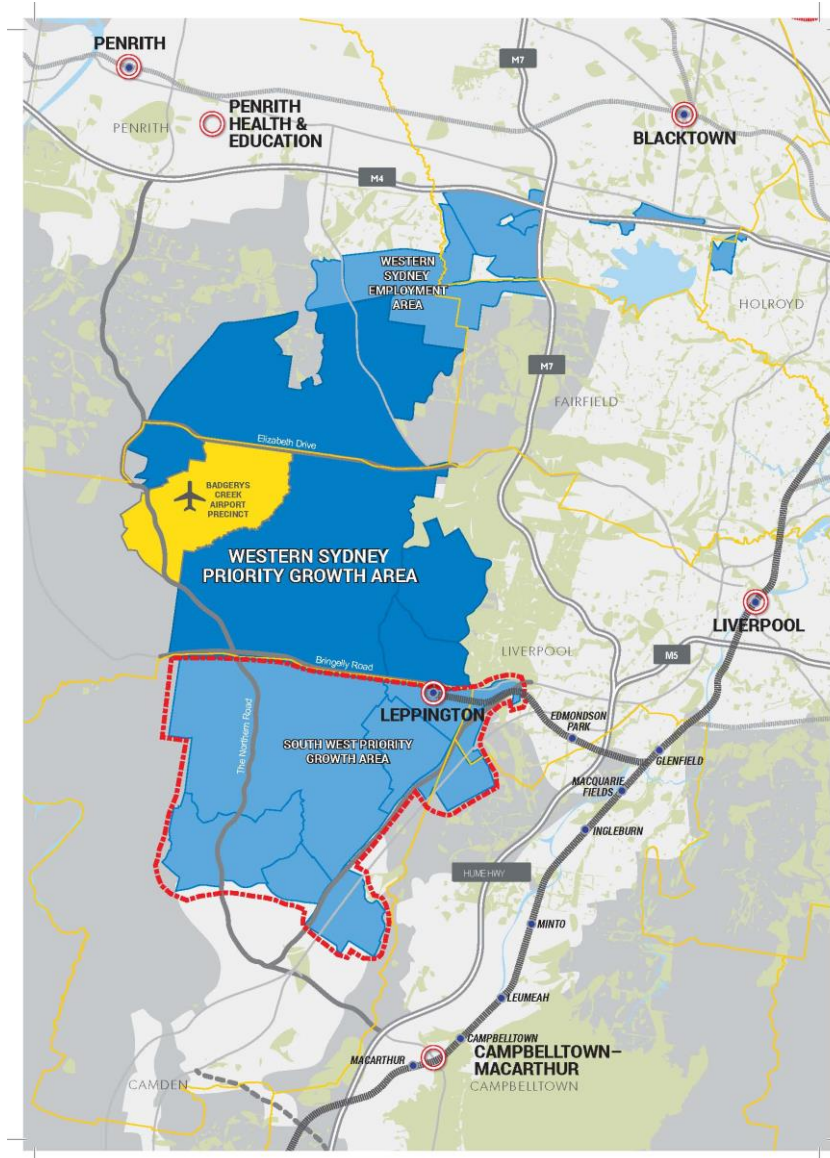 PENRITH
M7
PENRITH
HEALTH &
EDUCATION
PENRITH
BLACKTOWN
M4
WESTERN
SYDNEY
EMPLOYMENT
AREA
HOLROYD
M7
FAIRFIELD
Elizabeth Drive
BADGERYS
CREEK
AIRPORT
PRECINCT
WESTERN SYDNEY
PRIORITY GROWTH AREA
LIVERPOOL
LIVERPOOL
M5
Bringelly Road
LEPPINGTON
The Northern Road
SOUTH WEST PRIORITY
GROWTH AREA
EDMONDSON
PARK
GLENFIELD
MACQUARIE
FIELDS
INGLEBURN
HUME HWY
MINTO
LEUMEAH
CAMPBELLTOWN
CAMPBELLTOWN–
MACARTHUR
MACARTHUR
CAMDEN
CAMPBELLTOWN